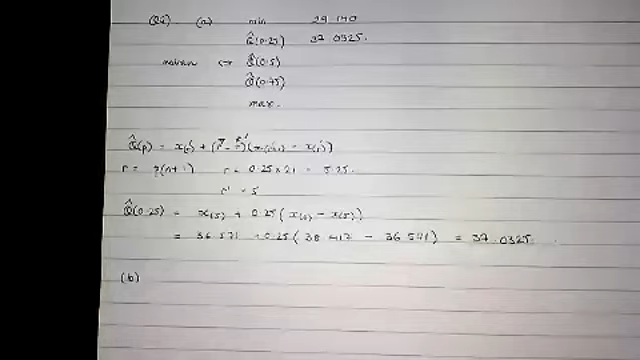 (Q2) (a) min 29.140
Q̂(0.25) 37.0325.
median ↔ Q̂(0.5)
Q̂(0.75)
max.
Q̂(p) = x(r') + (r - r')(x(r'+1) - x(r'))
r = p(n+1) r = 0.25 × 21 = 5.25.
r' = 5
Q̂(0.25) = x(5) + 0.25(x(6) - x(5))
= 36.571 + 0.25( 38.417 - 36.571) = 37.0325.
(b)